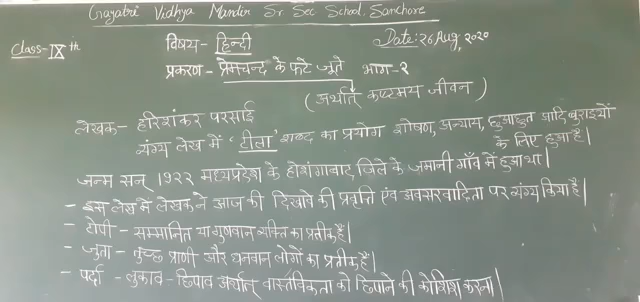 Gayatri Vidhya Mandir Sr Sec School, Sanchore
Class-IXth
विषय- हिन्दी
Date: 26 Aug, 2020
प्रकरण- प्रेमचन्द के फटे जूते भाग-२
(अर्थात् कष्टमय जीवन)
लेखक- हरिशंकर परसाई
व्यंग्य लेख में 'टीला' शब्द का प्रयोग शोषण, अन्याय, छुआछुत आदि बुराइयों
के लिए हुआ है।
जन्म सन् १९२२ मध्यप्रदेश के होशंगाबाद जिले के जमानी गाँव में हुआ था।
- इस लेख में लेखक ने आज की दिखावे की प्रवृत्ति एंव अवसरवादिता पर व्यंग्य किया है।
- टोपी - सम्मानित या गुणवान व्यक्ति का प्रतीक है।
- जुता - तुच्छ प्राणी और धनवान लोगों का प्रतीक है।
- पर्दा - लुकाव - छिपाव अर्थात् वास्तविकता को छिपाने की कोशिश करना।